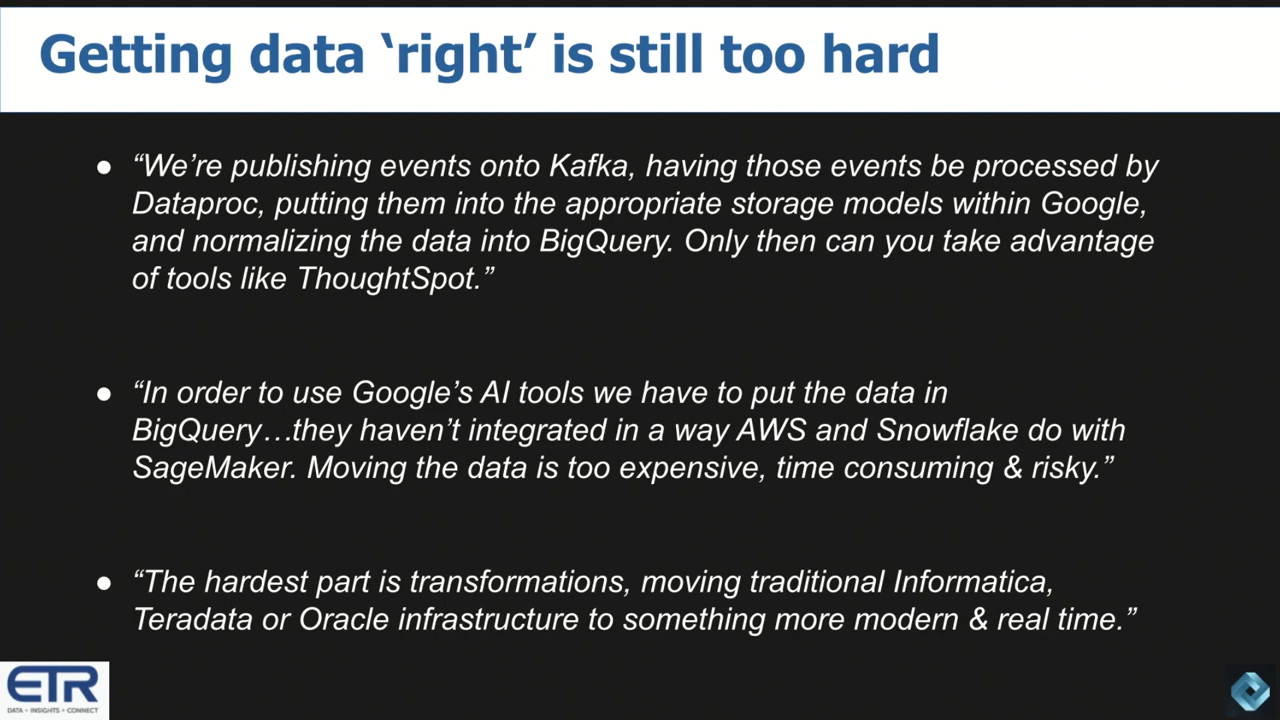 Getting data ‘right’ is still too hard
● “We’re publishing events onto Kafka, having those events be processed by
Dataproc, putting them into the appropriate storage models within Google,
and normalizing the data into BigQuery. Only then can you take advantage
of tools like ThoughtSpot.”
● “In order to use Google’s AI tools we have to put the data in
BigQuery…they haven’t integrated in a way AWS and Snowflake do with
SageMaker. Moving the data is too expensive, time consuming & risky.”
● “The hardest part is transformations, moving traditional Informatica,
Teradata or Oracle infrastructure to something more modern & real time.”
ETR
DATA • INSIGHTS • CONNECT